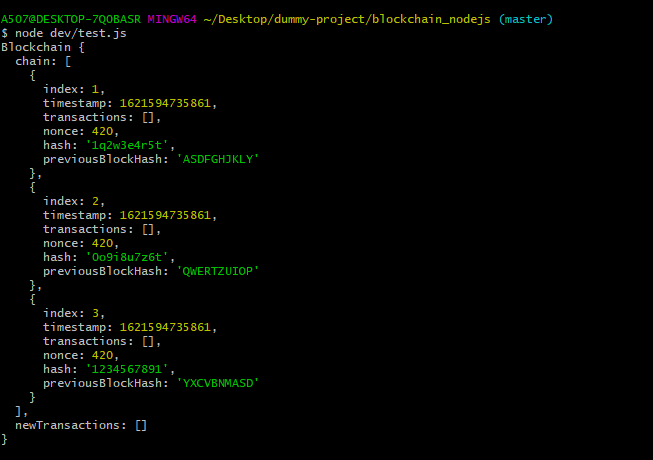 A507@DESKTOP-7QOBASR MINGW64 ~/Desktop/dummy-project/blockchain_nodejs (master)
$ node dev/test.js
Blockchain {
  chain: [
    {
      index: 1,
      timestamp: 1621594735861,
      transactions: [],
      nonce: 420,
      hash: '1q2w3e4r5t',
      previousBlockHash: 'ASDFGHJKLY'
    },
    {
      index: 2,
      timestamp: 1621594735861,
      transactions: [],
      nonce: 420,
      hash: '0o9i8u7z6t',
      previousBlockHash: 'QWERTZUIOP'
    },
    {
      index: 3,
      timestamp: 1621594735861,
      transactions: [],
      nonce: 420,
      hash: '1234567891',
      previousBlockHash: 'YXCVBNMASD'
    }
  ],
  newTransactions: []
}